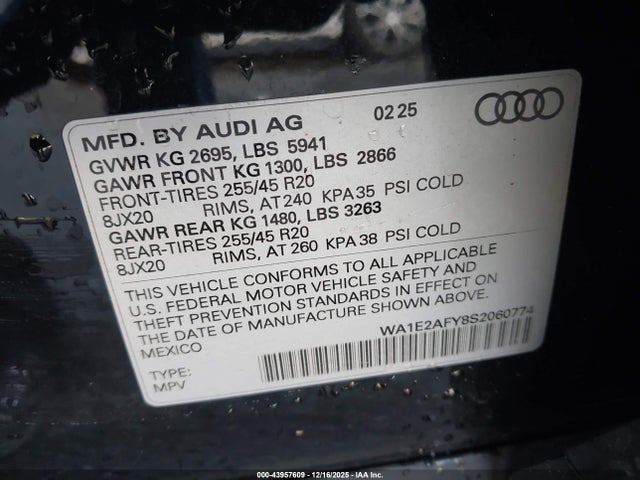 MFD. BY AUDI AG 02 25
GVWR KG 2695, LBS 5941
GAWR FRONT KG 1300, LBS 2866
FRONT-TIRES 255/45 R20
8JX20 RIMS, AT 240 KPA 35 PSI COLD
GAWR REAR KG 1480, LBS 3263
REAR-TIRES 255/45 R20
8JX20 RIMS, AT 260 KPA 38 PSI COLD
THIS VEHICLE CONFORMS TO ALL APPLICABLE
U.S. FEDERAL MOTOR VEHICLE SAFETY AND
THEFT PREVENTION STANDARDS IN EFFECT ON
THE DATE OF MANUFACTURE SHOWN ABOVE.
MEXICO
WA1E2AFY8S2060774
TYPE:
MPV
000-43957609 - 12/16/2025 - IAA Inc.